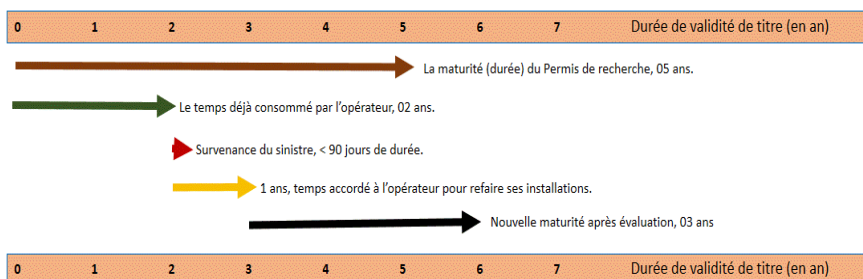 0 1 2 3 4 5 6 7 Durée de validité de titre (en an)
La maturité (durée) du Permis de recherche, 05 ans.
Le temps déjà consommé par l'opérateur, 02 ans.
Survenance du sinistre, < 90 jours de durée.
1 ans, temps accordé à l'opérateur pour refaire ses installations.
Nouvelle maturité après évaluation, 03 ans
0 1 2 3 4 5 6 7 Durée de validité de titre (en an)